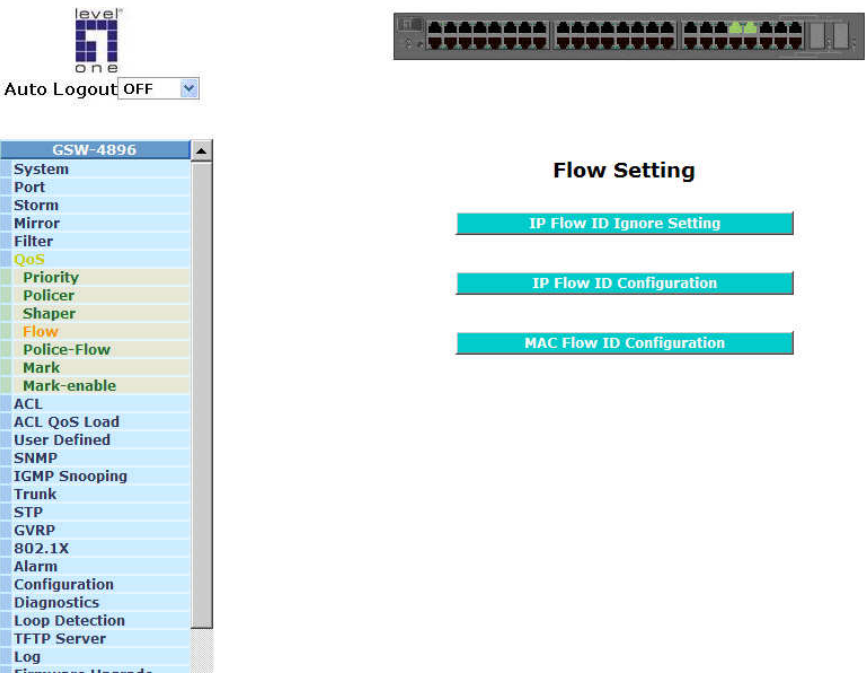 level
one
Auto Logout OFF
GSW-4896
System
Port
Storm
Mirror
Filter
QoS
Priority
Policer
Shaper
Flow
Police-Flow
Mark
Mark-enable
ACL
ACL QoS Load
User Defined
SNMP
IGMP Snooping
Trunk
STP
GVRP
802.1X
Alarm
Configuration
Diagnostics
Loop Detection
TFTP Server
Log
Firmware Upgrade
Flow Setting
IP Flow ID Ignore Setting
IP Flow ID Configuration
MAC Flow ID Configuration